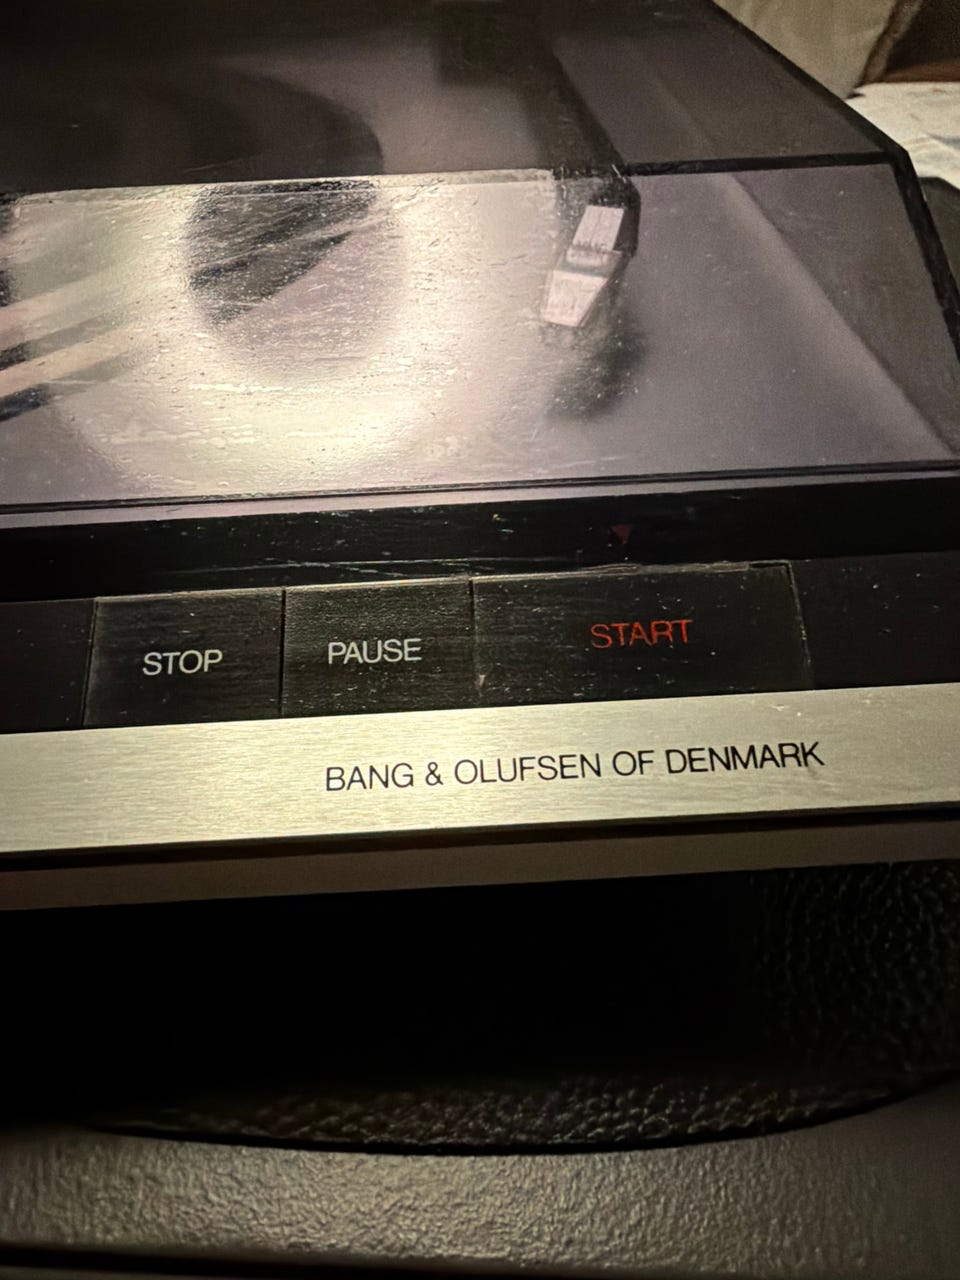 STOP PAUSE START
BANG & OLUFSEN OF DENMARK